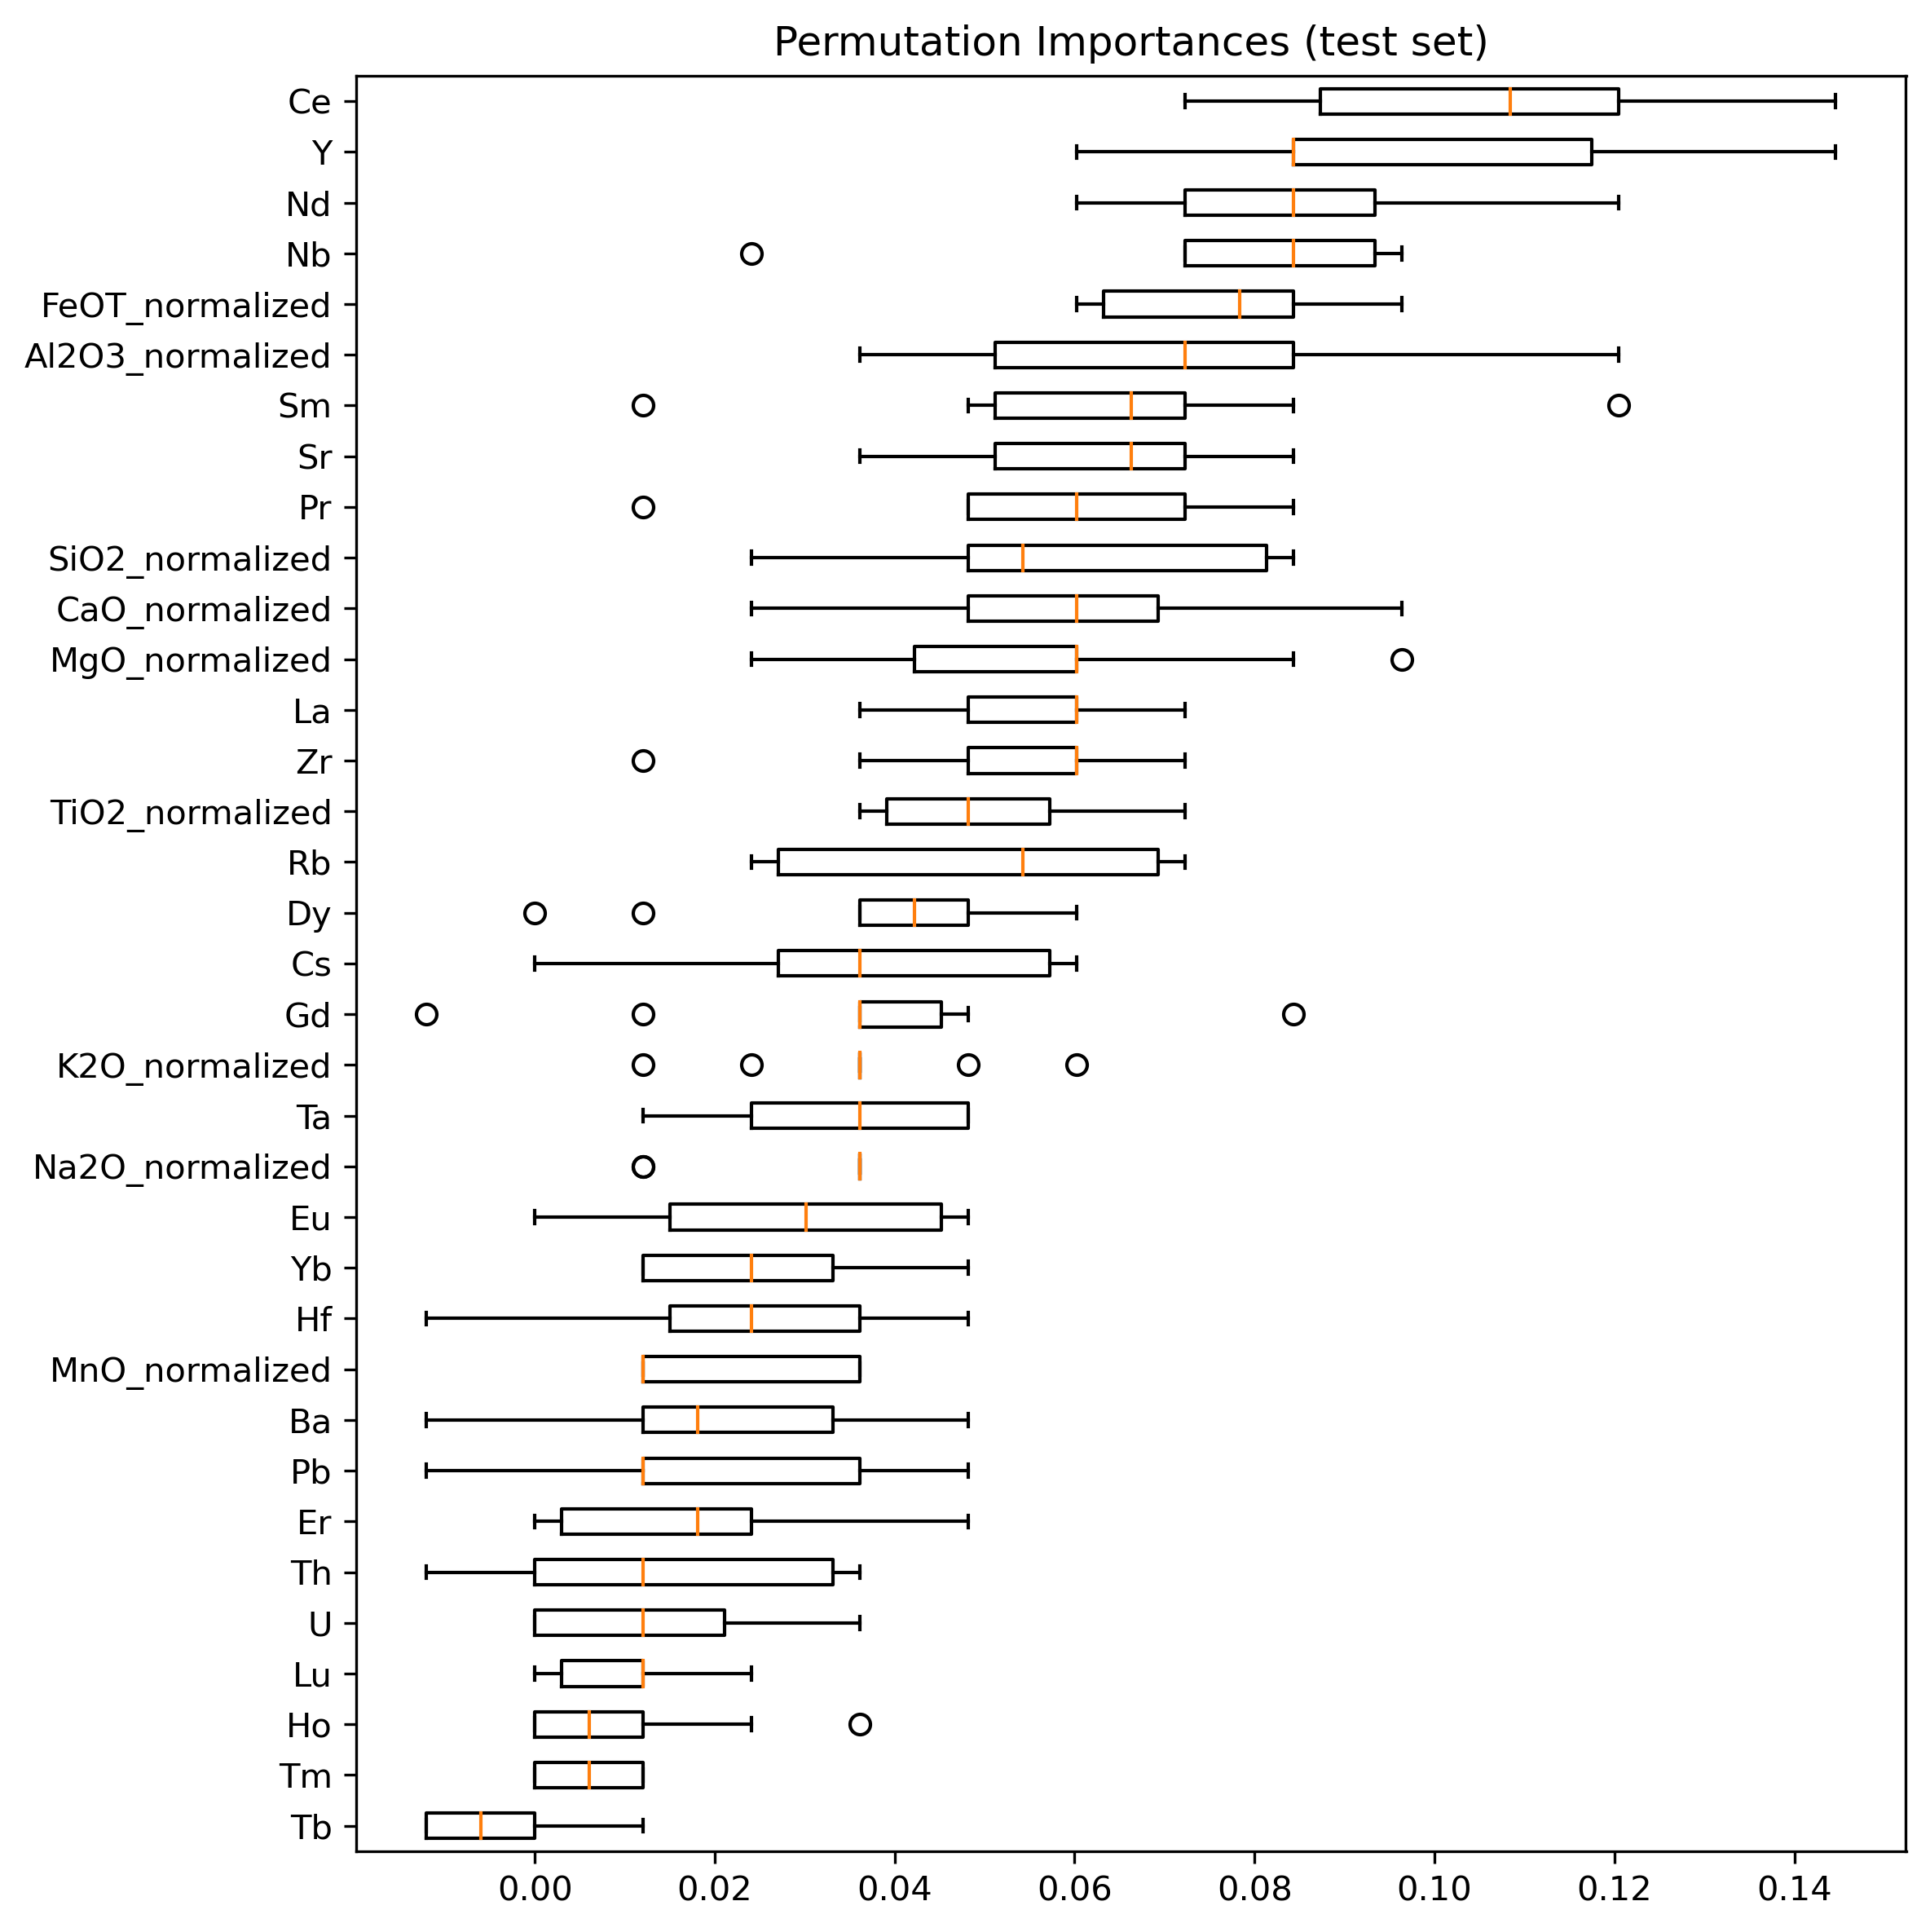 Permutation Importances (test set)
Ce
Y
Nd
Nb
FeOT_normalized
Al2O3_normalized
Sm
Sr
Pr
SiO2_normalized
CaO_normalized
MgO_normalized
La
Zr
TiO2_normalized
Rb
Dy
Cs
Gd
K2O_normalized
Ta
Na2O_normalized
Eu
Yb
Hf
MnO_normalized
Ba
Pb
Er
Th
U
Lu
Ho
Tm
Tb
0.00 0.02 0.04 0.06 0.08 0.10 0.12 0.14